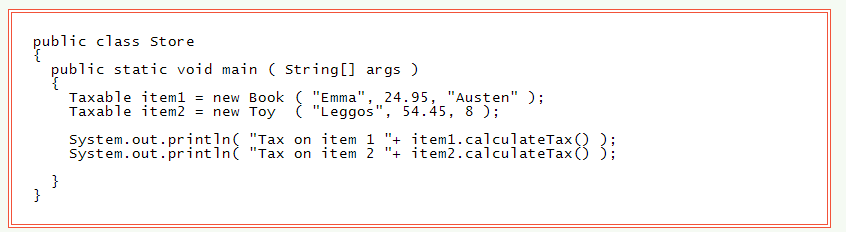 public class Store
{
  public static void main ( String[] args )
  {
    Taxable item1 = new Book ( "Emma", 24.95, "Austen" );
    Taxable item2 = new Toy  ( "Leggos", 54.45, 8 );
    System.out.println( "Tax on item 1 "+ item1.calculateTax() );
    System.out.println( "Tax on item 2 "+ item2.calculateTax() );
  }
}